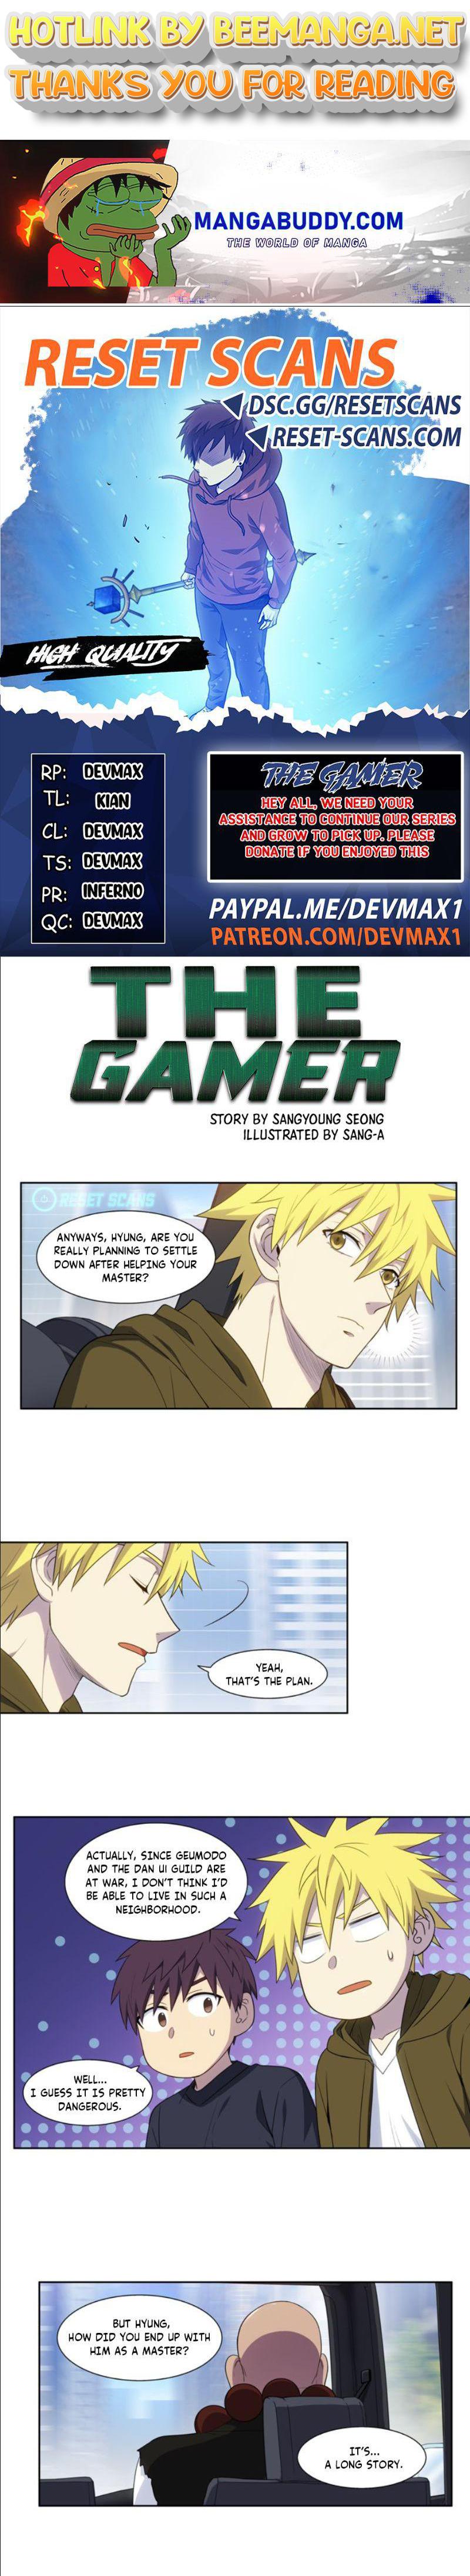 HOTLINK BY BEEMANGA.NET
THANKS YOU FOR READING
MANGABUDDY.COM
THE WORLD OF MANGA
RESET SCANS
DSC.GG/RESETSCANS
RESET-SCANS.COM
HIGH QUALITY
RP: DEVMAX
TL: KIAN
CL: DEVMAX
TS: DEVMAX
PR: INFERNO
QC: DEVMAX
THE GAMER
HEY ALL, WE NEED YOUR
ASSISTANCE TO CONTINUE OUR SERIES
AND GROW TO PICK UP. PLEASE
DONATE IF YOU ENJOYED THIS
PAYPAL.ME/DEVMAX1
PATREON.COM/DEVMAX1
THE
GAMER
STORY BY SANGYOUNG SEONG
ILLUSTRATED BY SANG-A
RESET SCANS
ANYWAYS, HYUNG, ARE YOU
REALLY PLANNING TO SETTLE
DOWN AFTER HELPING YOUR
MASTER?
YEAH,
THAT'S THE PLAN.
ACTUALLY, SINCE GEUMODO
AND THE DAN UI GUILD ARE
AT WAR, I DON'T THINK I'D
BE ABLE TO LIVE IN SUCH A
NEIGHBORHOOD.
WELL...
I GUESS IT IS PRETTY
DANGEROUS.
BUT HYUNG,
HOW DID YOU END UP WITH
HIM AS A MASTER?
IT'S...
A LONG STORY.